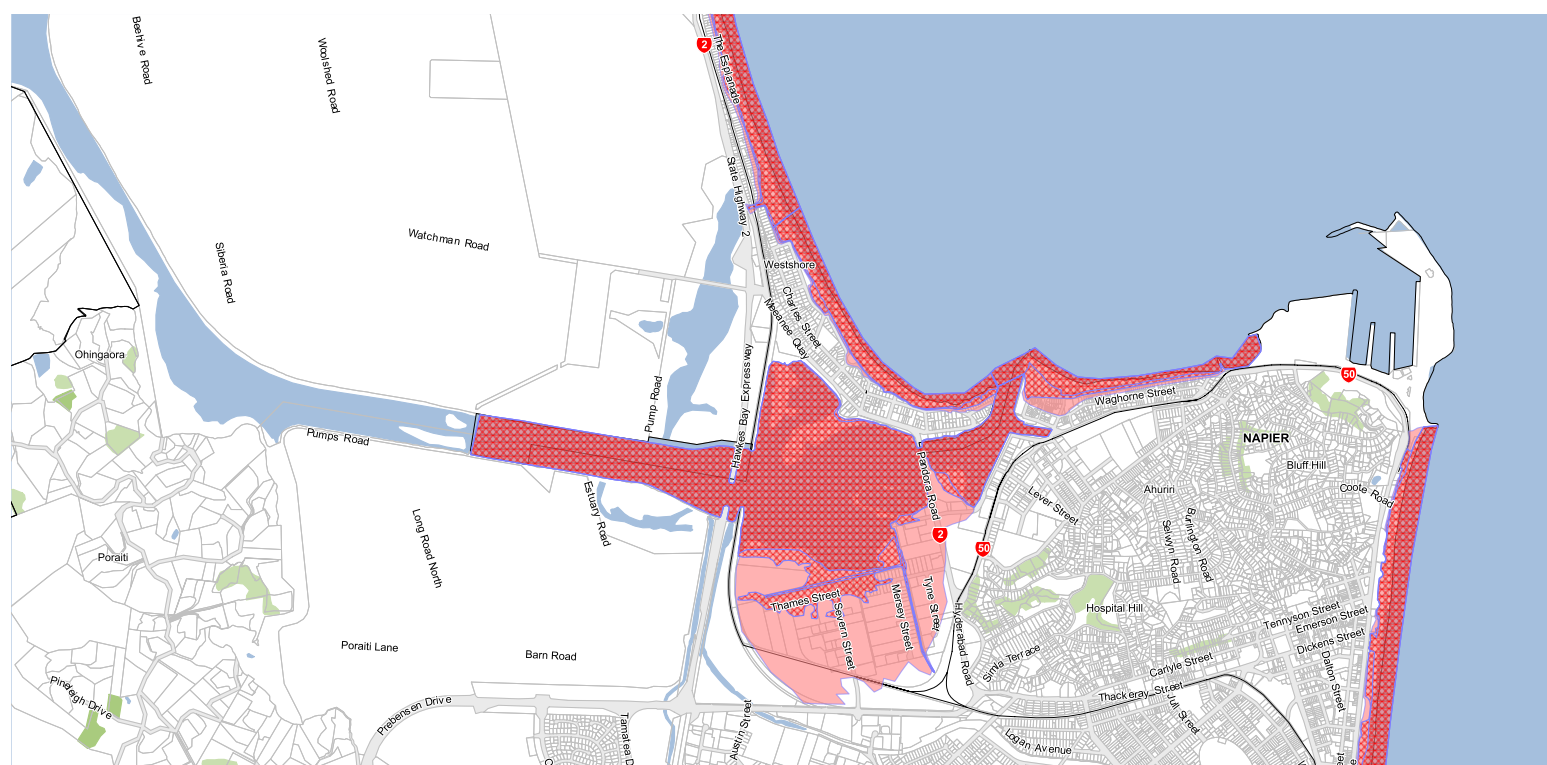 Beehive Road
Woolshed Road
2
The Esplanade
State Highway 2
Siberia Road
Watchman Road
Westshore
Charles Street
Meeanee Quay
Ohingaora
Hawkes Bay Expressway
Pump Road
50
Waghorne Street
NAPIER
Pumps Road
Bluff Hill
Pandora Road
Ahuriri
Coote Road
Lever Street
Estuary Road
Long Road North
Burlington Road
Selwyn Road
2
50
Poraiti
Thames Street
Severn Street
Mersey Street
Tyne Street
Hyderabad Road
Hospital Hill
Tennyson Street
Emerson Street
Dickens Street
Poraiti Lane
Barn Road
Simla Terrace
Carlyle Street
Dalton Street
Pineleigh Drive
Prebensen Drive
Thackeray Street
Jull Street
Austin Street
Tamatea D
Logan Avenue